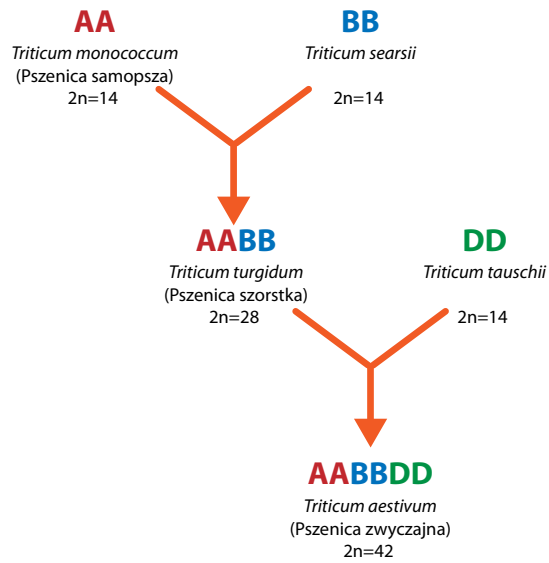 AA
Triticum monococcum
(Pszenica samopsza)
2n=14
BB
Triticum searsii
2n=14
AABB
Triticum turgidum
(Pszenica szorstka)
2n=28
DD
Triticum tauschii
2n=14
AABBDD
Triticum aestivum
(Pszenica zwyczajna)
2n=42